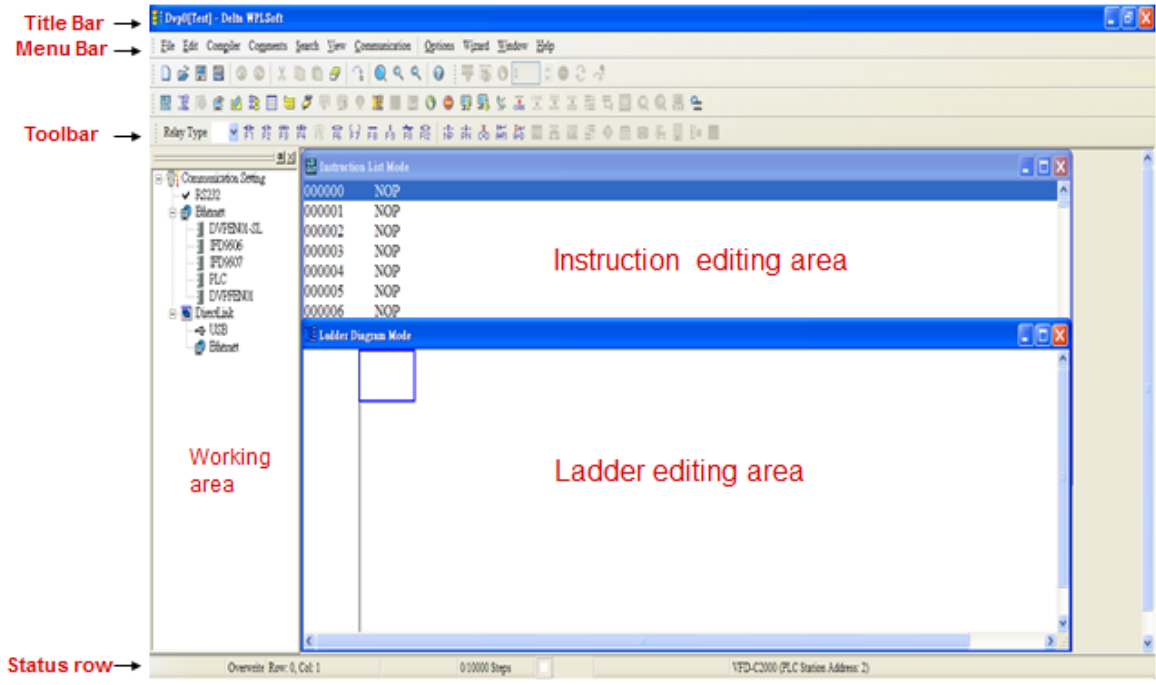 Title Bar
Dvp0[Test] - Delta WPLSoft
Menu Bar
File Edit Compiler Comments Search View Communication Options Wizard Window Help
Toolbar
Relay Type
Communication Setting
RS232
Ethernet
DVPEN01-SL
IFD9506
IFD9507
PLC
DVPFEN01
DirectLink
USB
Ethernet
Working
area
Instruction List Mode
000000 NOP
000001 NOP
000002 NOP
000003 NOP
000004 NOP
000005 NOP
000006 NOP
Instruction editing area
Ladder Diagram Mode
Ladder editing area
Status row
Overwrite Row: 0, Col: 1
0/10000 Steps
VFD-C2000 (PLC Station Address: 2)